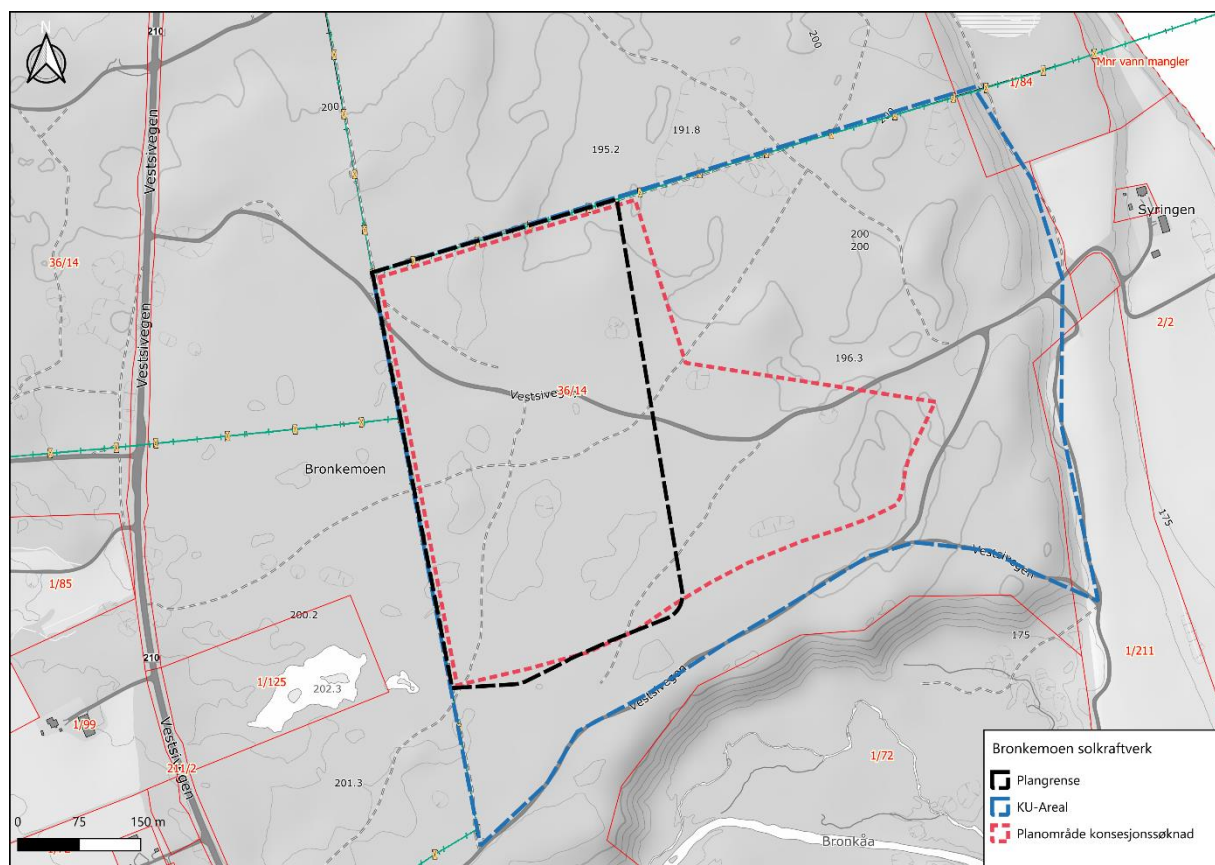 N
210
200
200
1/84
Mnr vann mangler
191.8
195.2
Vestsivegen
Syringen
36/14
200
200
2/2
Vestsivegen
196.3
Vestsivegen
36/14
Bronkemoen
175
Vestsivegen
1/85
200.2
175
210
1/125
202.3
Vestsivegen
1/211
1/99
Vestsivegen
211/2
201.3
1/72
Bronkåa
0 75 150 m
Bronkemoen solkraftverk
Plangrense
KU-Areal
Planområde konsesjonssøknad